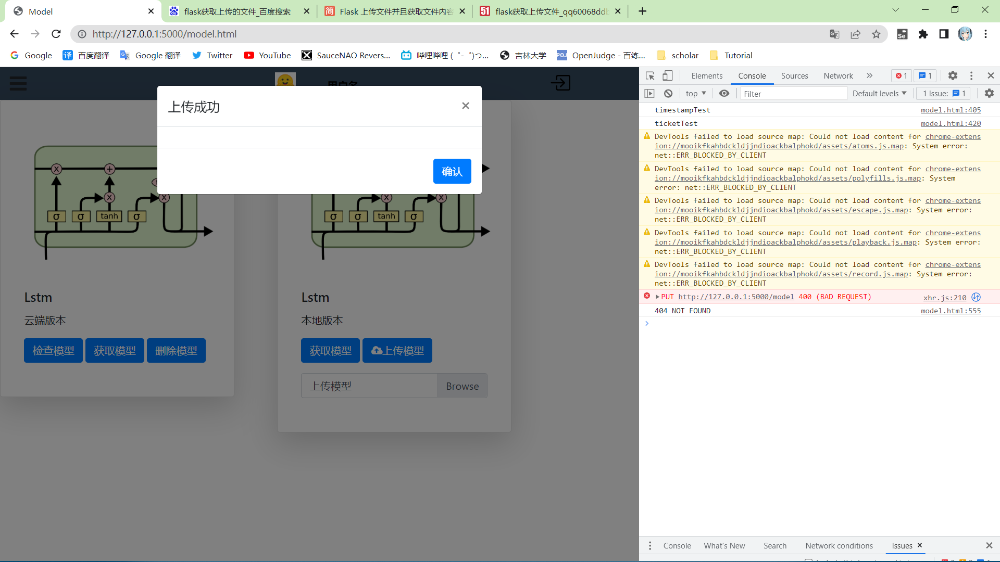 Model
flask获取上传的文件_百度搜索
Flask 上传文件并且获取文件内容
flask获取上传文件_qq60068ddb
http://127.0.0.1:5000/model.html
Google
百度翻译
Google 翻译
Twitter
YouTube
SauceNAO Revers...
哔哩哔哩 (゜-゜)つ...
吉林大学
OpenJudge - 百练...
scholar
Tutorial
上传成功
×
确认
σ σ tanh σ
σ σ tanh σ
Lstm
云端版本
检查模型
获取模型
删除模型
Lstm
本地版本
获取模型
上传模型
上传模型
Browse
Elements
Console
Sources
Network
1
1
top
Filter
Default levels
1 Issue: 1
timestampTest model.html:405
ticketTest model.html:420
DevTools failed to load source map: Could not load content for chrome-extens
ion://mooikfkahbdckldjjndioackbalphokd/assets/atoms.js.map: System error:
net::ERR_BLOCKED_BY_CLIENT
DevTools failed to load source map: Could not load content for chrome-extens
ion://mooikfkahbdckldjjndioackbalphokd/assets/polyfills.js.map: System
error: net::ERR_BLOCKED_BY_CLIENT
DevTools failed to load source map: Could not load content for chrome-extens
ion://mooikfkahbdckldjjndioackbalphokd/assets/escape.js.map: System error:
net::ERR_BLOCKED_BY_CLIENT
DevTools failed to load source map: Could not load content for chrome-extens
ion://mooikfkahbdckldjjndioackbalphokd/assets/playback.js.map: System error:
net::ERR_BLOCKED_BY_CLIENT
DevTools failed to load source map: Could not load content for chrome-extens
ion://mooikfkahbdckldjjndioackbalphokd/assets/record.js.map: System error:
net::ERR_BLOCKED_BY_CLIENT
PUT http://127.0.0.1:5000/model 400 (BAD REQUEST) xhr.js:210
404 NOT FOUND model.html:555
Console
What's New
Search
Network conditions
Issues